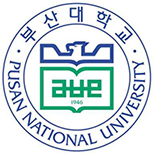 부산대학교
PUSAN NATIONAL UNIVERSITY
1946